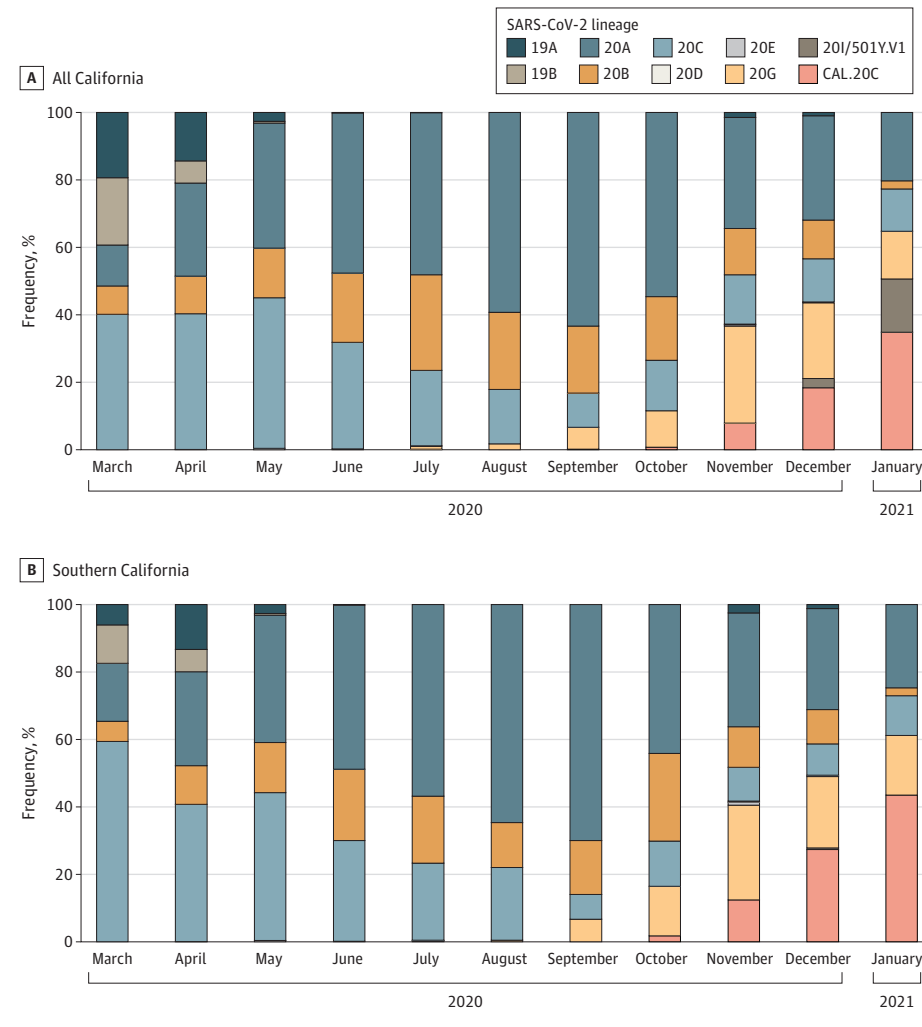 SARS-CoV-2 lineage
19A 20A 20C 20E 20I/501Y.V1
19B 20B 20D 20G CAL.20C
A All California
100
80
60
40
20
0
Frequency, %
March April May June July August September October November December January
2020 2021
B Southern California
100
80
60
40
20
0
Frequency, %
March April May June July August September October November December January
2020 2021